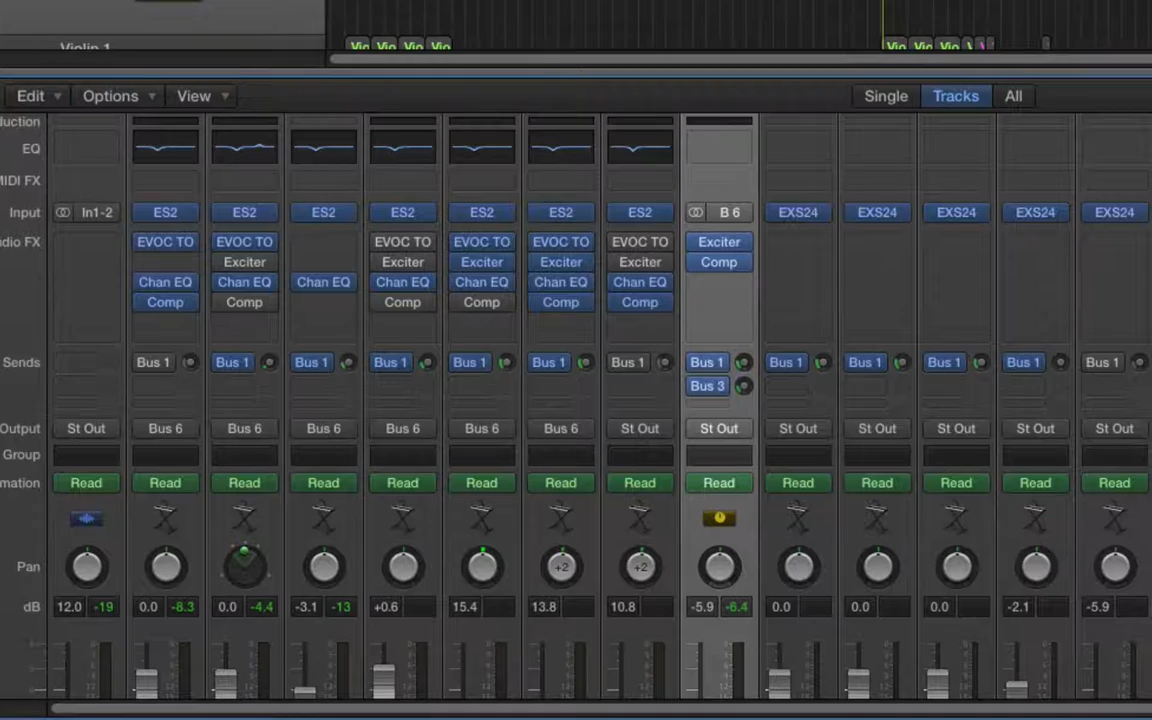 Violin 1 Vio Vio Vio Vio Vio Vio Vio
Edit Options View Single Tracks All
duction
EQ
MIDI FX
Input In1-2 ES2 ES2 ES2 ES2 ES2 ES2 ES2 B 6 EXS24 EXS24 EXS24 EXS24 EXS24
dio FX EVOC TO EVOC TO EVOC TO EVOC TO EVOC TO EVOC TO Exciter
Exciter Exciter Exciter Exciter Exciter Comp
Chan EQ Chan EQ Chan EQ Chan EQ Chan EQ Chan EQ Chan EQ
Comp Comp Comp Comp Comp Comp
Sends Bus 1 Bus 1 Bus 1 Bus 1 Bus 1 Bus 1 Bus 1 Bus 1 Bus 1 Bus 1 Bus 1 Bus 1 Bus 1
Bus 3
Output St Out Bus 6 Bus 6 Bus 6 Bus 6 Bus 6 Bus 6 St Out St Out St Out St Out St Out St Out St Out
Group
mation Read Read Read Read Read Read Read Read Read Read Read Read Read Read
Pan +2 +2
dB 12.0 -19 0.0 -8.3 0.0 -4.4 -3.1 -13 +0.6 15.4 13.8 10.8 -5.9 -6.4 0.0 0.0 0.0 -2.1 -5.9